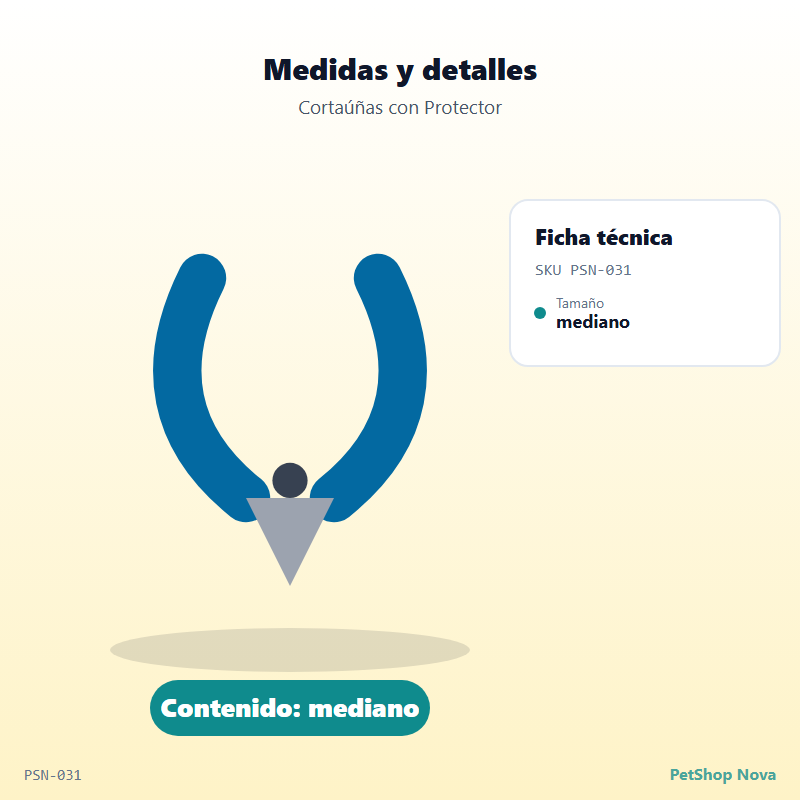 Medidas y detalles
Cortaúñas con Protector
Ficha técnica
SKU PSN-031
Tamaño
mediano
Contenido: mediano
PSN-031
PetShop Nova